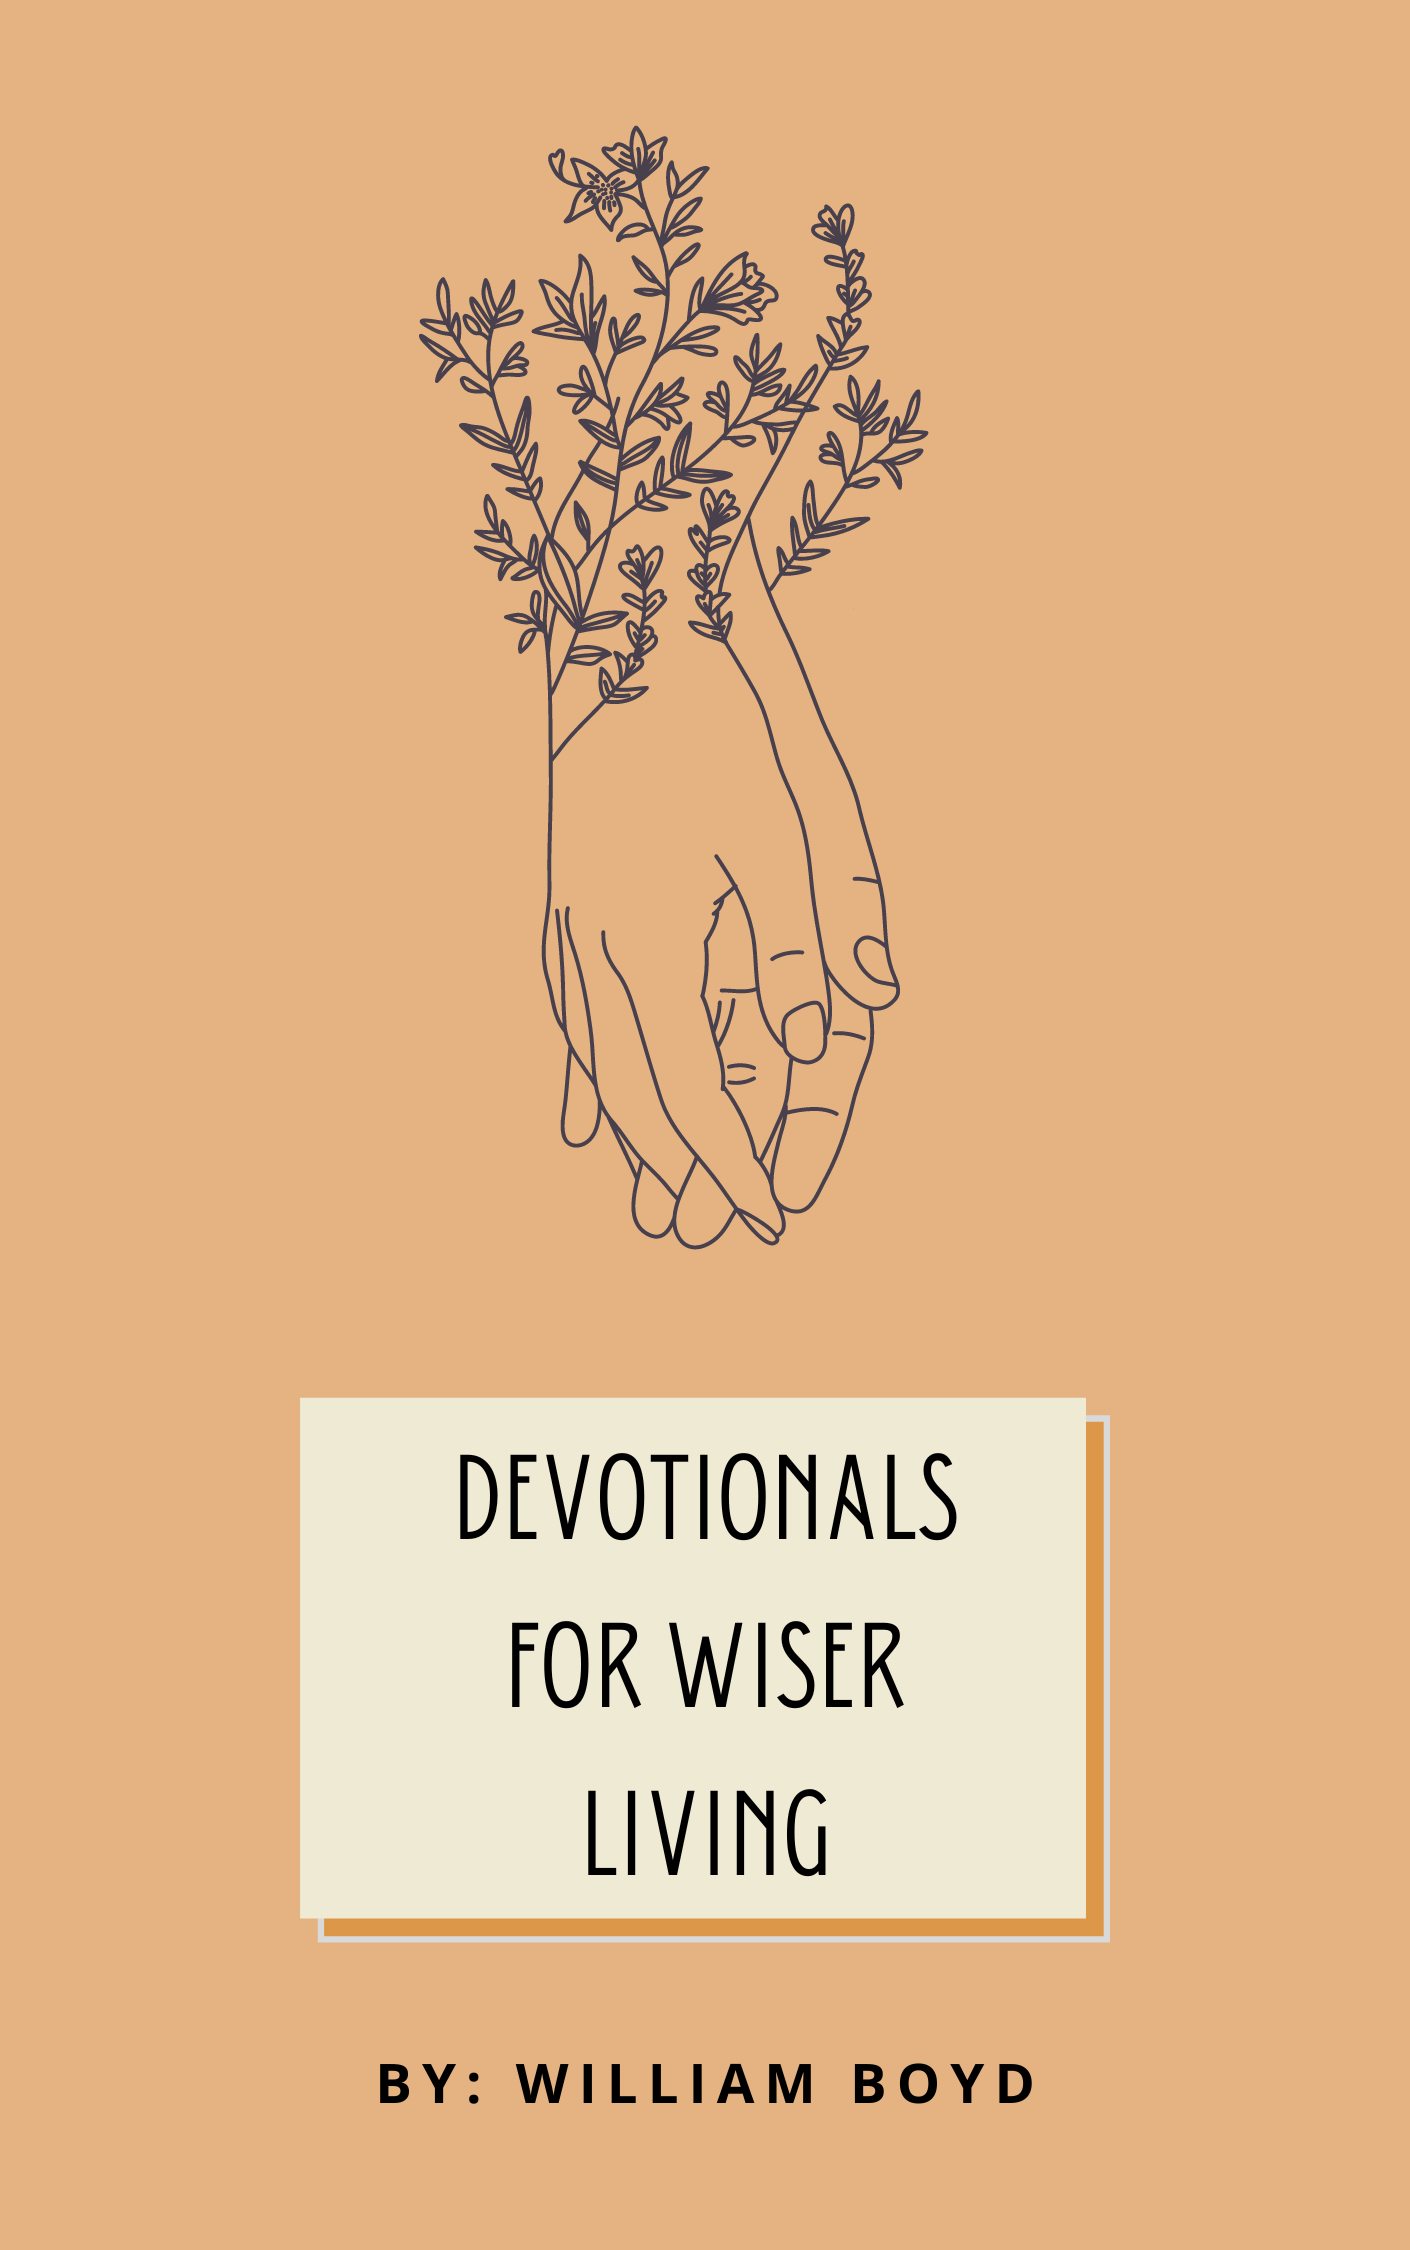 DEVOTIONALS
FOR WISER
LIVING
BY: WILLIAM BOYD